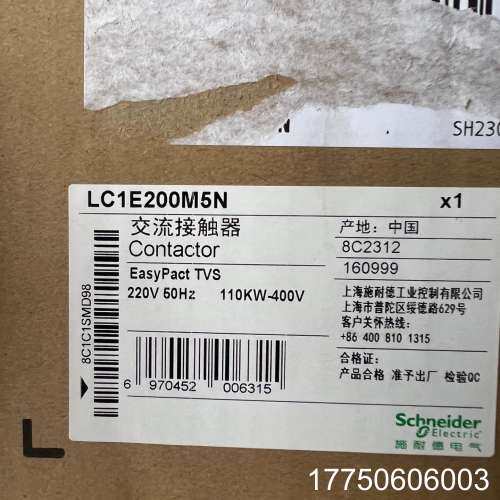 SH230
LC1E200M5N x1
交流接触器
Contactor
EasyPact TVS
220V 50Hz 110KW-400V
产地：中国
8C2312
160999
上海施耐德工业控制有限公司
上海市普陀区绥德路629号
客户关怀热线：
+86 400 810 1315
合格证：
产品合格 准予出厂 检验QC
8C1C1SMD98
6 970452 006315
Schneider
Electric
施耐德电气
17750606003